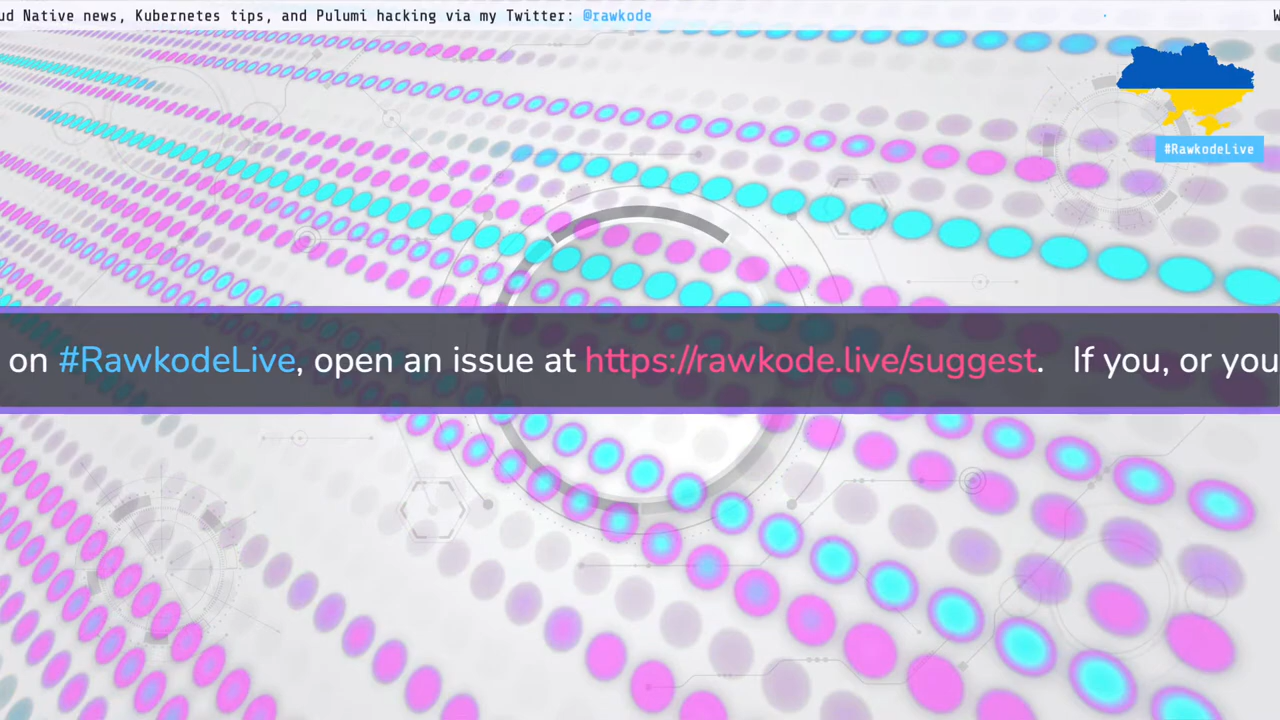 Native news, Kubernetes tips, and Pulumi hacking via my Twitter: @rawkode
#RawkodeLive
on #RawkodeLive, open an issue at https://rawkode.live/suggest. If you, or you